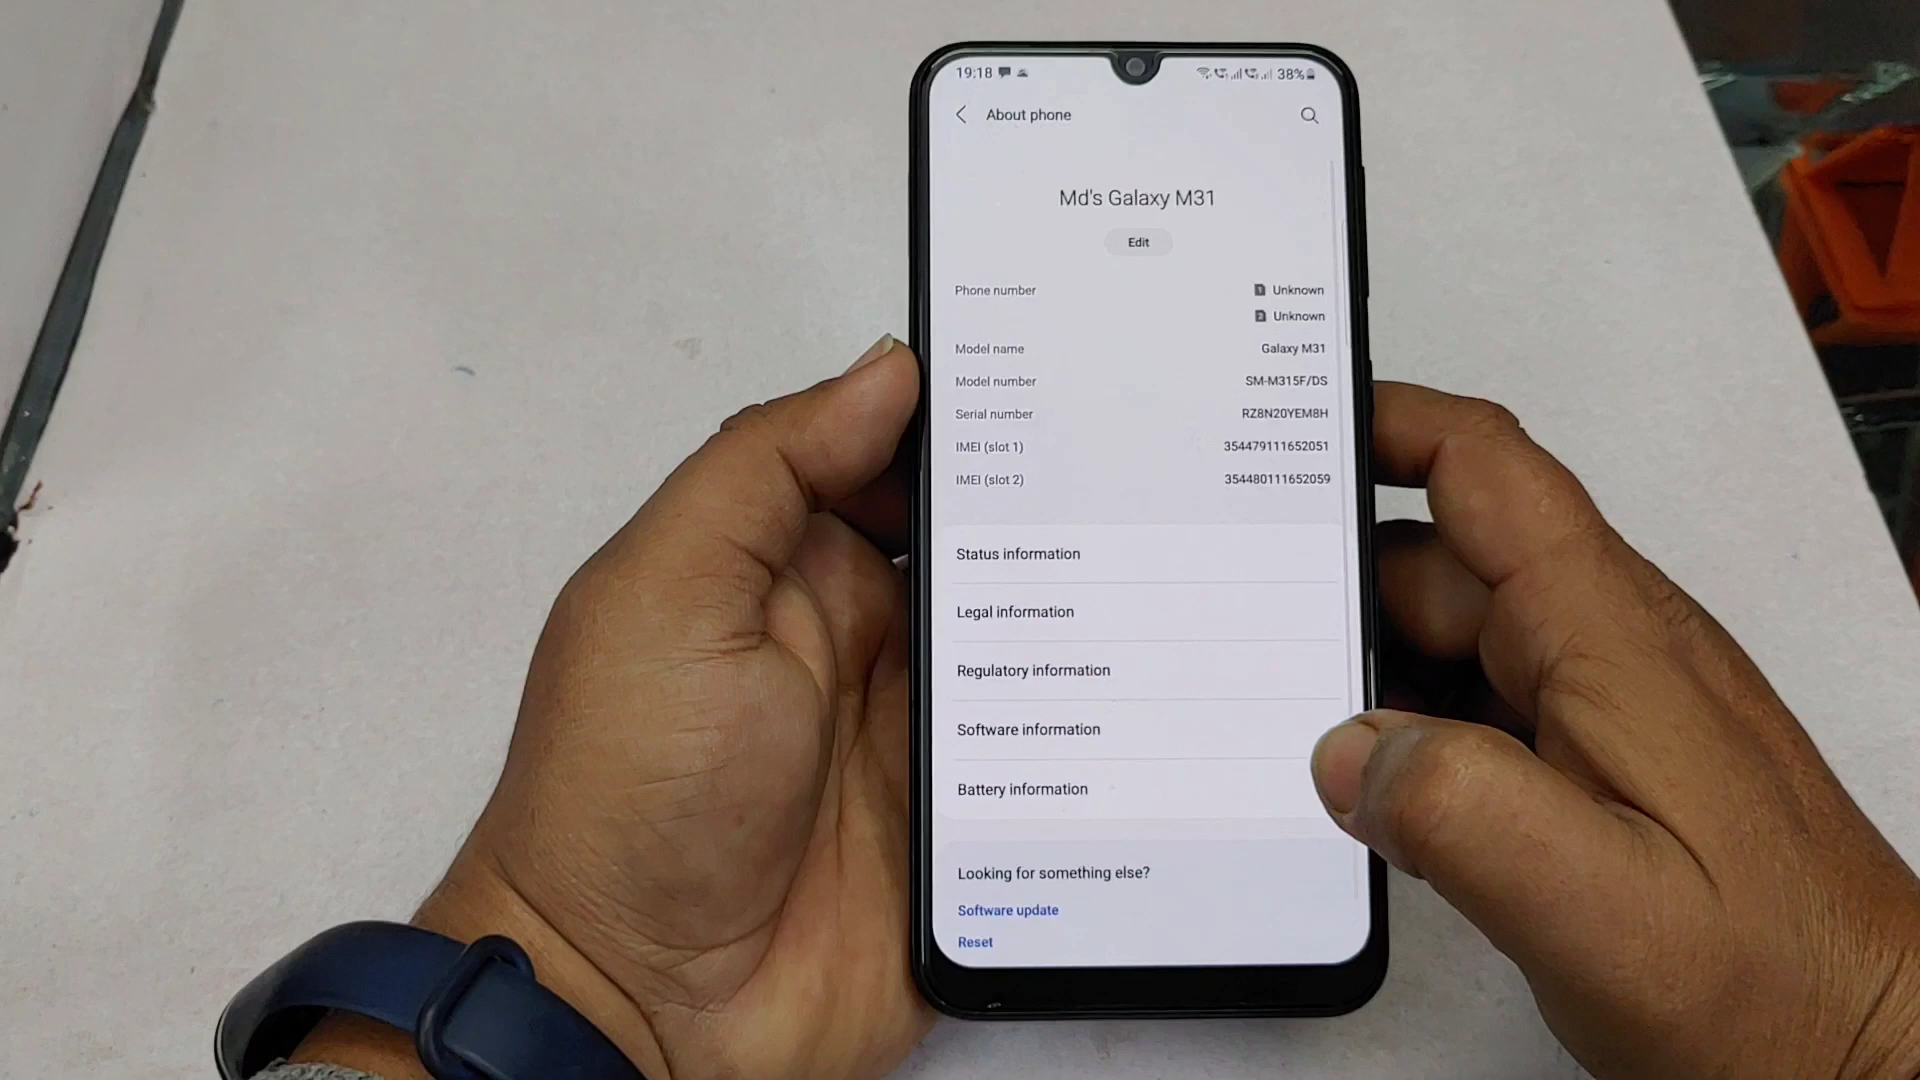 19:18 38%
About phone
Md's Galaxy M31
Edit
Phone number 1 Unknown
2 Unknown
Model name Galaxy M31
Model number SM-M315F/DS
Serial number RZ8N20YEM8H
IMEI (slot 1) 354479111652051
IMEI (slot 2) 354480111652059
Status information
Legal information
Regulatory information
Software information
Battery information
Looking for something else?
Software update
Reset